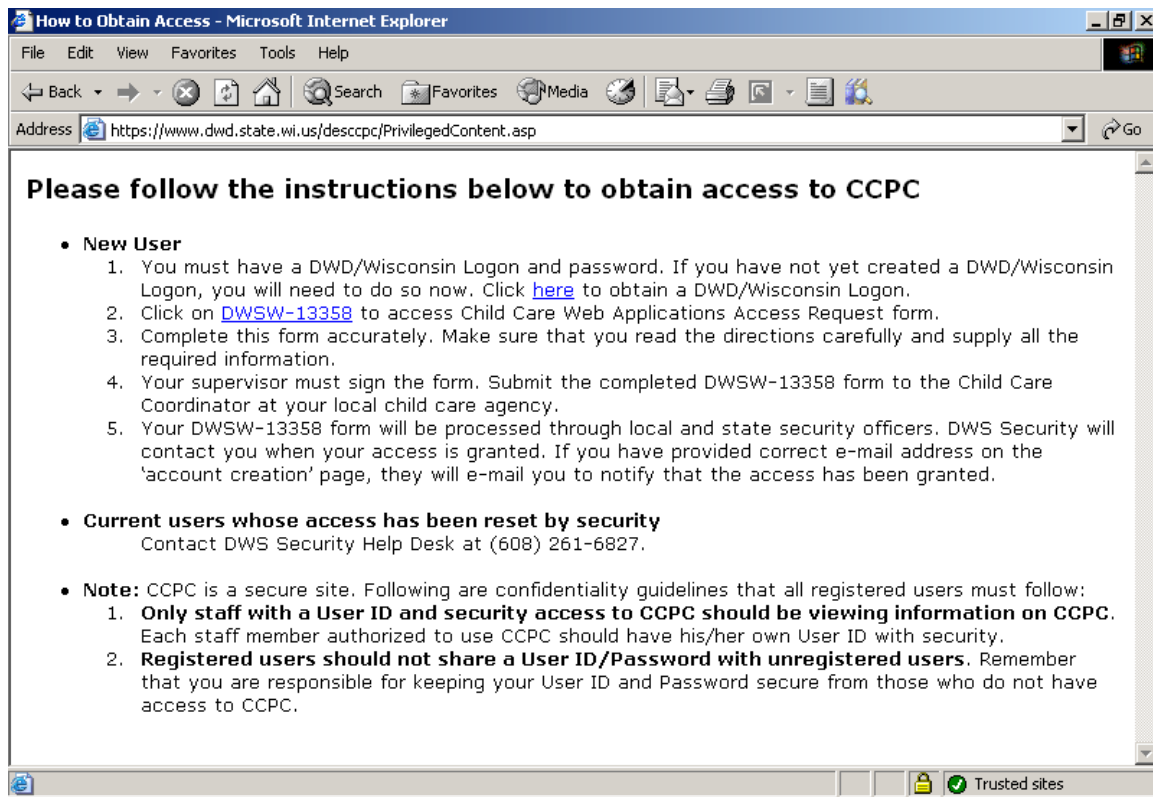 How to Obtain Access - Microsoft Internet Explorer
File Edit View Favorites Tools Help
Back Search Favorites Media
Address https://www.dwd.state.wi.us/desccpc/PrivilegedContent.asp Go
Please follow the instructions below to obtain access to CCPC
• New User
1. You must have a DWD/Wisconsin Logon and password. If you have not yet created a DWD/Wisconsin
Logon, you will need to do so now. Click here to obtain a DWD/Wisconsin Logon.
2. Click on DWSW-13358 to access Child Care Web Applications Access Request form.
3. Complete this form accurately. Make sure that you read the directions carefully and supply all the
required information.
4. Your supervisor must sign the form. Submit the completed DWSW-13358 form to the Child Care
Coordinator at your local child care agency.
5. Your DWSW-13358 form will be processed through local and state security officers. DWS Security will
contact you when your access is granted. If you have provided correct e-mail address on the
‘account creation’ page, they will e-mail you to notify that the access has been granted.
• Current users whose access has been reset by security
Contact DWS Security Help Desk at (608) 261-6827.
• Note: CCPC is a secure site. Following are confidentiality guidelines that all registered users must follow:
1. Only staff with a User ID and security access to CCPC should be viewing information on CCPC.
Each staff member authorized to use CCPC should have his/her own User ID with security.
2. Registered users should not share a User ID/Password with unregistered users. Remember
that you are responsible for keeping your User ID and Password secure from those who do not have
access to CCPC.
Trusted sites